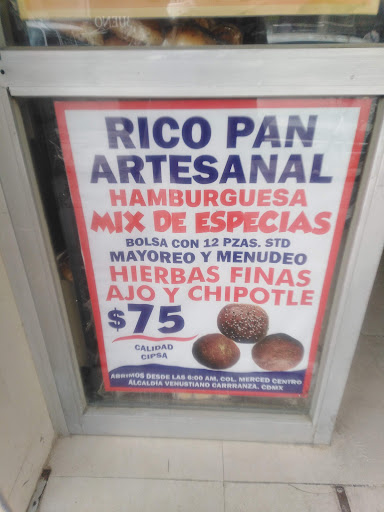 RICO PAN
ARTESANAL
HAMBURGUESA
MIX DE ESPECIAS
BOLSA CON 12 PZAS. STD
MAYOREO Y MENUDEO
HIERBAS FINAS
AJO Y CHIPOTLE
$75
CALIDAD
CIPSA
ABRIMOS DESDE LAS 6:00 AM, COL. MERCED CENTRO
ALCALDÍA VENUSTIANO CARRRANZA, CDMX